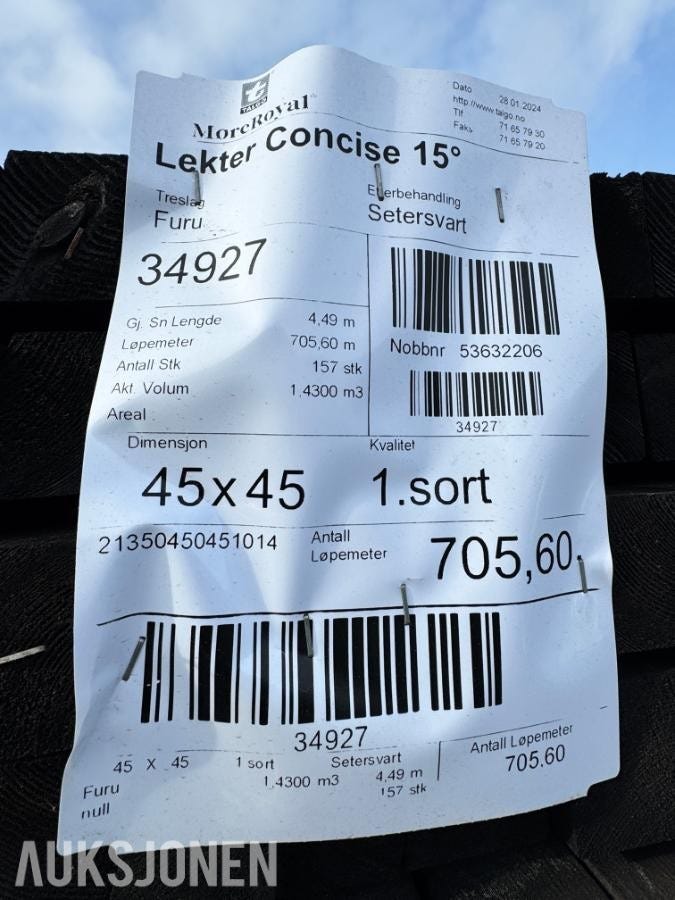 TALGO
MoreRoyal™
Dato 28.01.2024
http://www.talgo.no
Tlf 71 65 79 30
Faks 71 65 79 20
Lekter Concise 15°
Treslag
Furu
Etterbehandling
Setersvart
34927
Gj. Sn Lengde 4,49 m
Løpemeter 705,60 m
Antall Stk 157 stk
Akt. Volum 1.4300 m3
Areal
Nobbnr 53632206
34927
Dimensjon
45x45
Kvalitet
1.sort
21350450451014
Antall
Løpemeter
705,60
34927
45 X 45 1 sort Setersvart
Furu 1.4300 m3 4,49 m
null 157 stk
Antall Løpemeter
705.60
AUKSJONEN